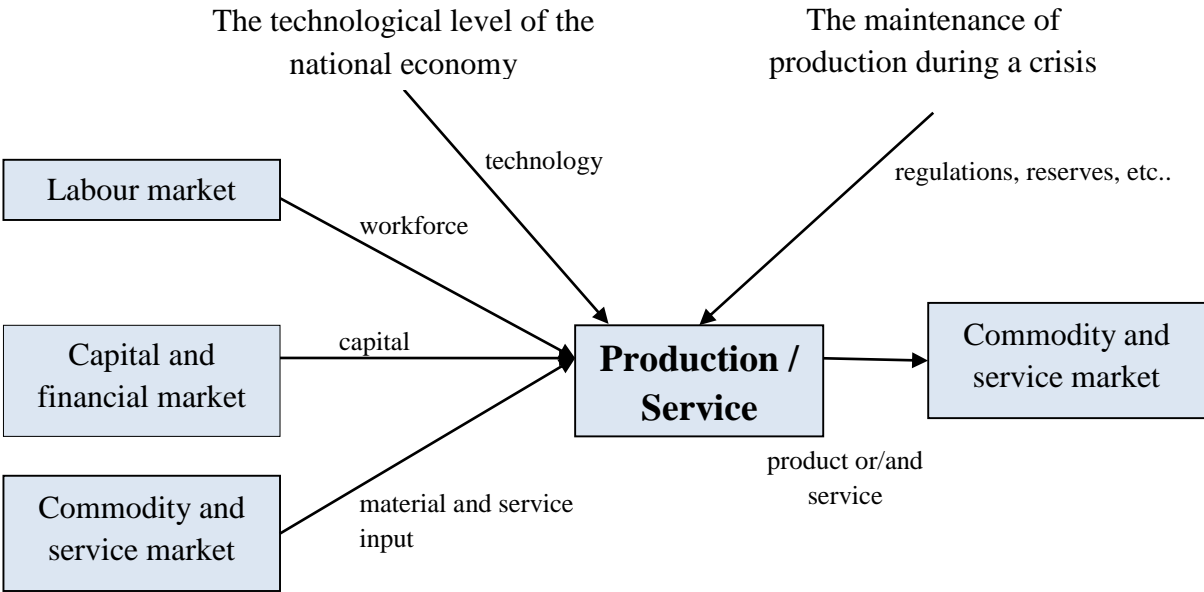 The technological level of the
national economy
The maintenance of
production during a crisis
technology
regulations, reserves, etc..
Labour market
workforce
Capital and
financial market
capital
Production /
Service
Commodity and
service market
product or/and
service
Commodity and
service market
material and service
input